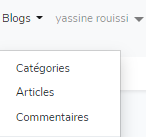 Blogs yassine rouissi
Catégories
Articles
Commentaires